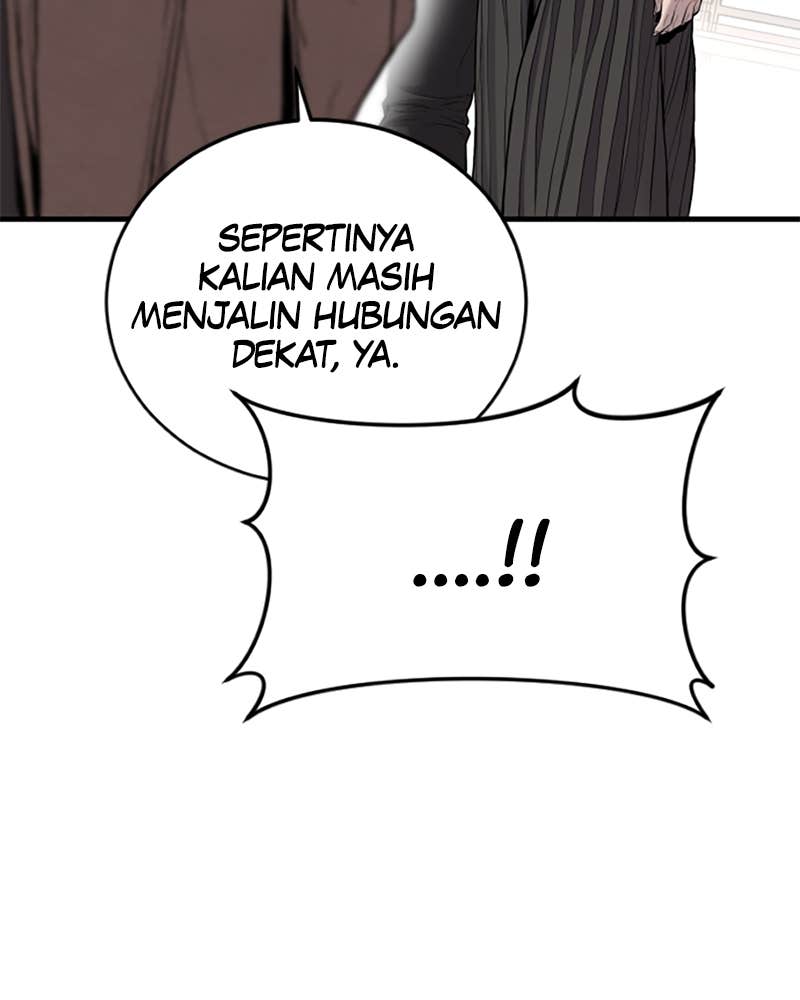 SEPERTINYA
KALIAN MASIH
MENJALIN HUBUNGAN
DEKAT, YA.
.....!!